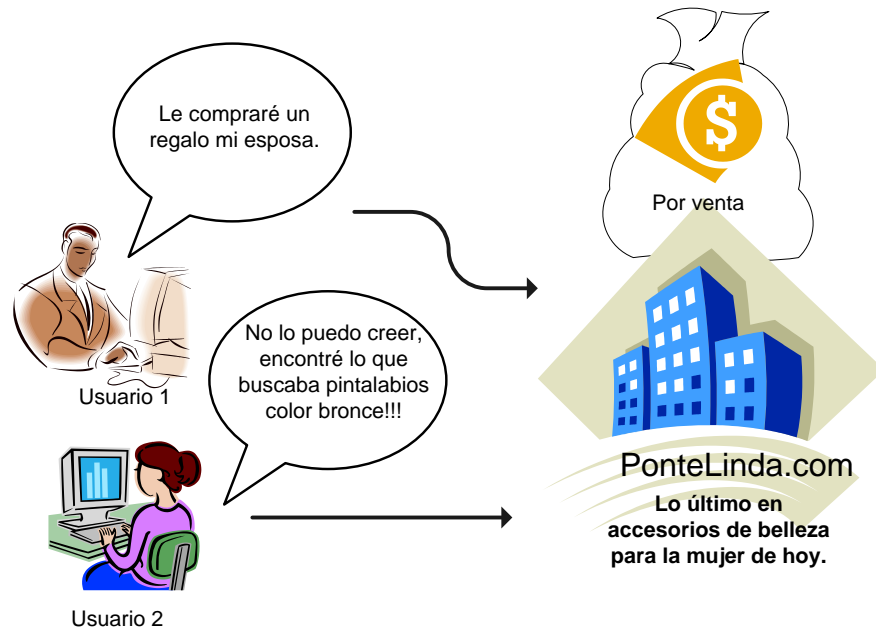 Le compraré un
regalo mi esposa.
$
Por venta
Usuario 1
No lo puedo creer,
encontré lo que
buscaba pintalabios
color bronce!!!
PonteLinda.com
Lo último en
accesorios de belleza
para la mujer de hoy.
Usuario 2